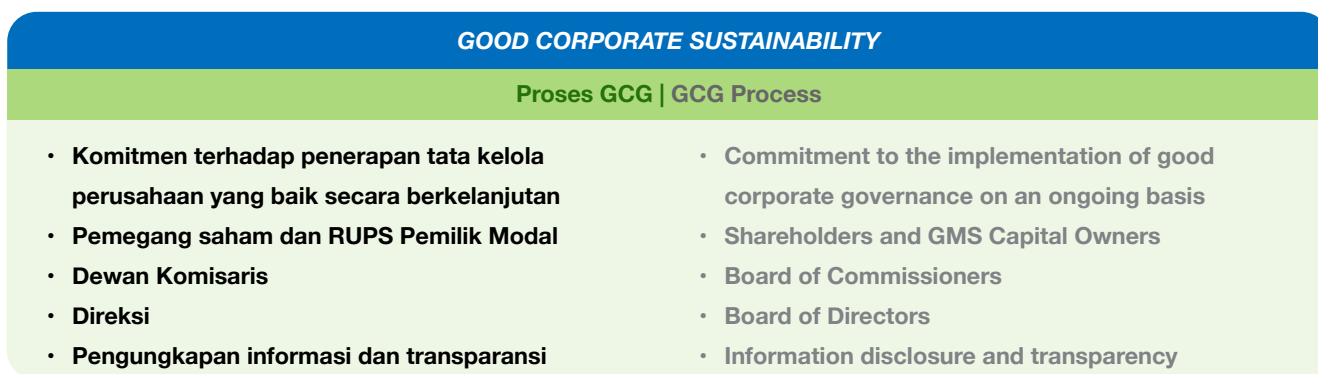 GOOD CORPORATE SUSTAINABILITY
Proses GCG | GCG Process
• Komitmen terhadap penerapan tata kelola
perusahaan yang baik secara berkelanjutan
• Pemegang saham dan RUPS Pemilik Modal
• Dewan Komisaris
• Direksi
• Pengungkapan informasi dan transparansi
• Commitment to the implementation of good
corporate governance on an ongoing basis
• Shareholders and GMS Capital Owners
• Board of Commissioners
• Board of Directors
• Information disclosure and transparency